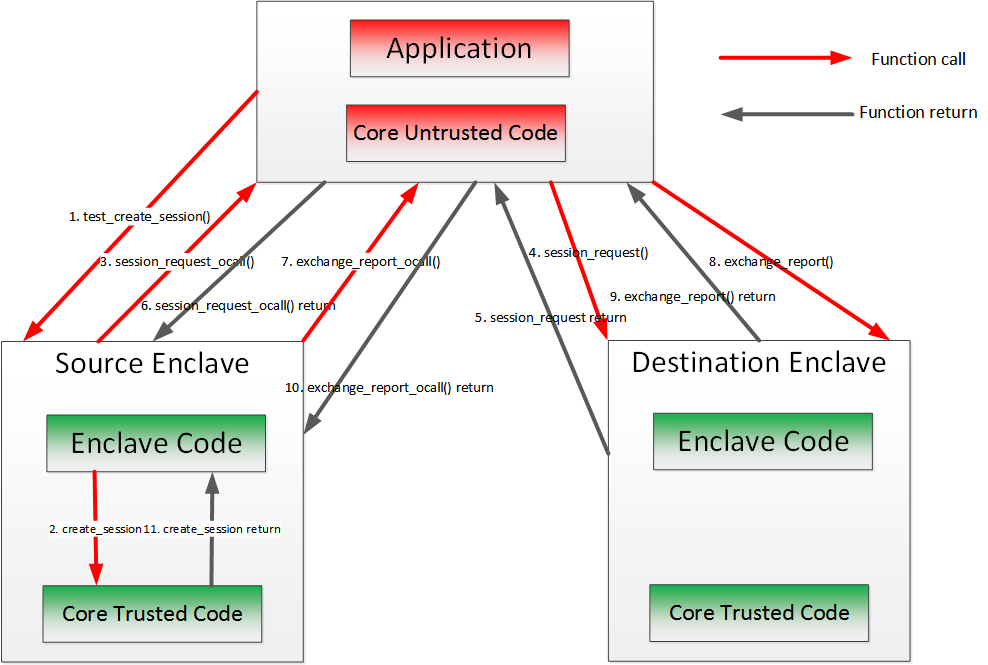 Application
Function call
Function return
Core Untrusted Code
1. test_create_session()
3. session_request_ocall()
7. exchange_report_ocall()
4. session_request()
8. exchange_report()
6. session_request_ocall() return
9. exchange_report() return
5. session_request return
Source Enclave
Destination Enclave
10. exchange_report_ocall() return
Enclave Code
Enclave Code
2. create_session
11. create_session return
Core Trusted Code
Core Trusted Code